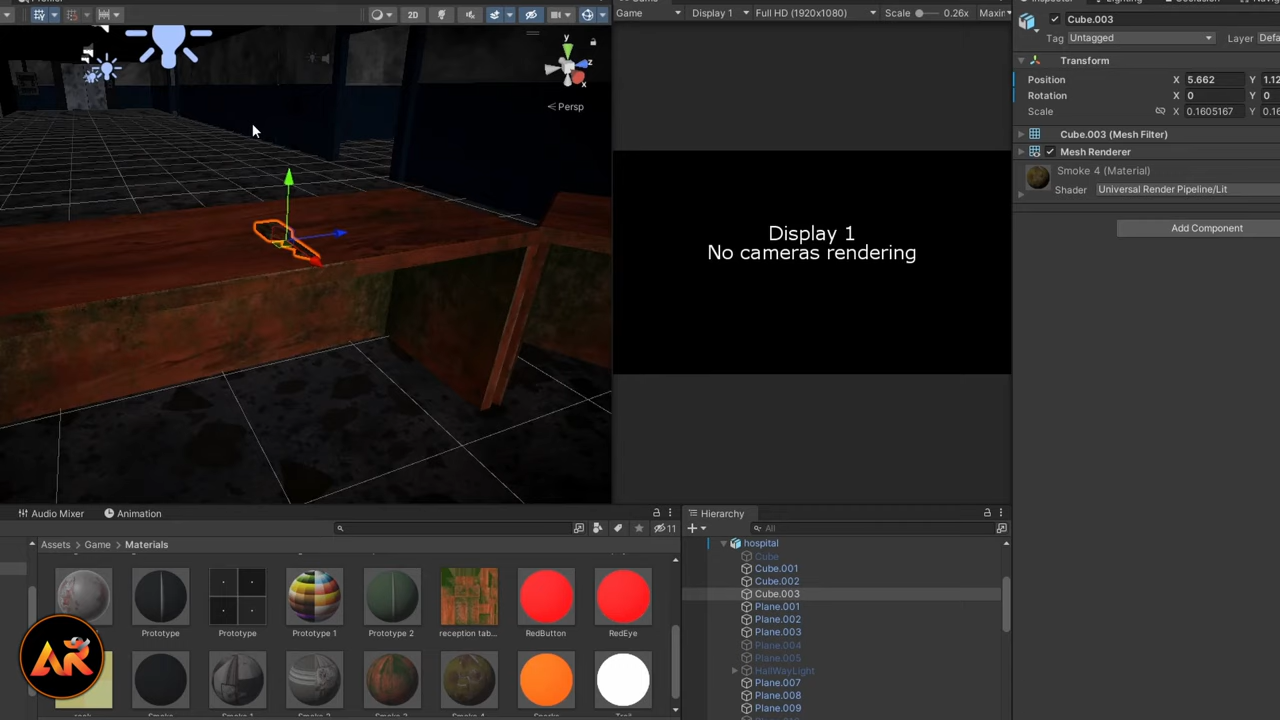 2D
Persp
y
z
x
Game
Display 1
Full HD (1920x1080)
Scale
0.26x
Display 1
No cameras rendering
Cube.003
Tag
Untagged
Layer
Transform
Position
X
5.662
Y
Rotation
X
0
Y
0
Scale
X
0.1605167
Y
Cube.003 (Mesh Filter)
Mesh Renderer
Smoke 4 (Material)
Shader
Universal Render Pipeline/Lit
Add Component
Audio Mixer
Animation
11
Assets
Game
Materials
Prototype
Prototype
Prototype 1
Prototype 2
reception tab...
RedButton
RedEye
AR
Hierarchy
All
hospital
Cube
Cube.001
Cube.002
Cube.003
Plane.001
Plane.002
Plane.003
Plane.004
Plane.005
HallWayLight
Plane.007
Plane.008
Plane.009